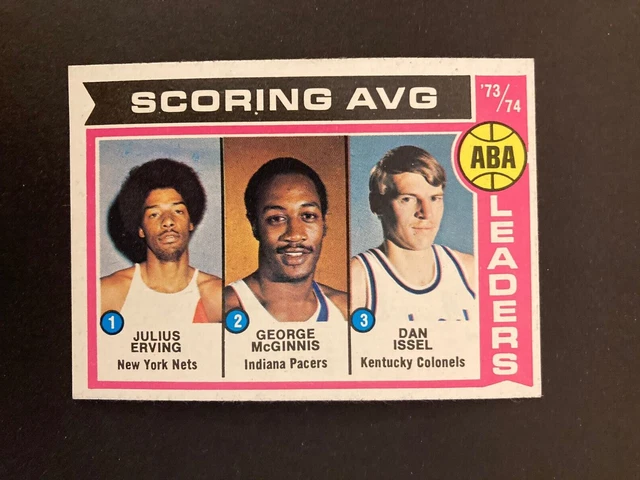 SCORING AVG
'73/74
ABA
LEADERS
1
JULIUS
ERVING
New York Nets
2
GEORGE
McGINNIS
Indiana Pacers
3
DAN
ISSEL
Kentucky Colonels